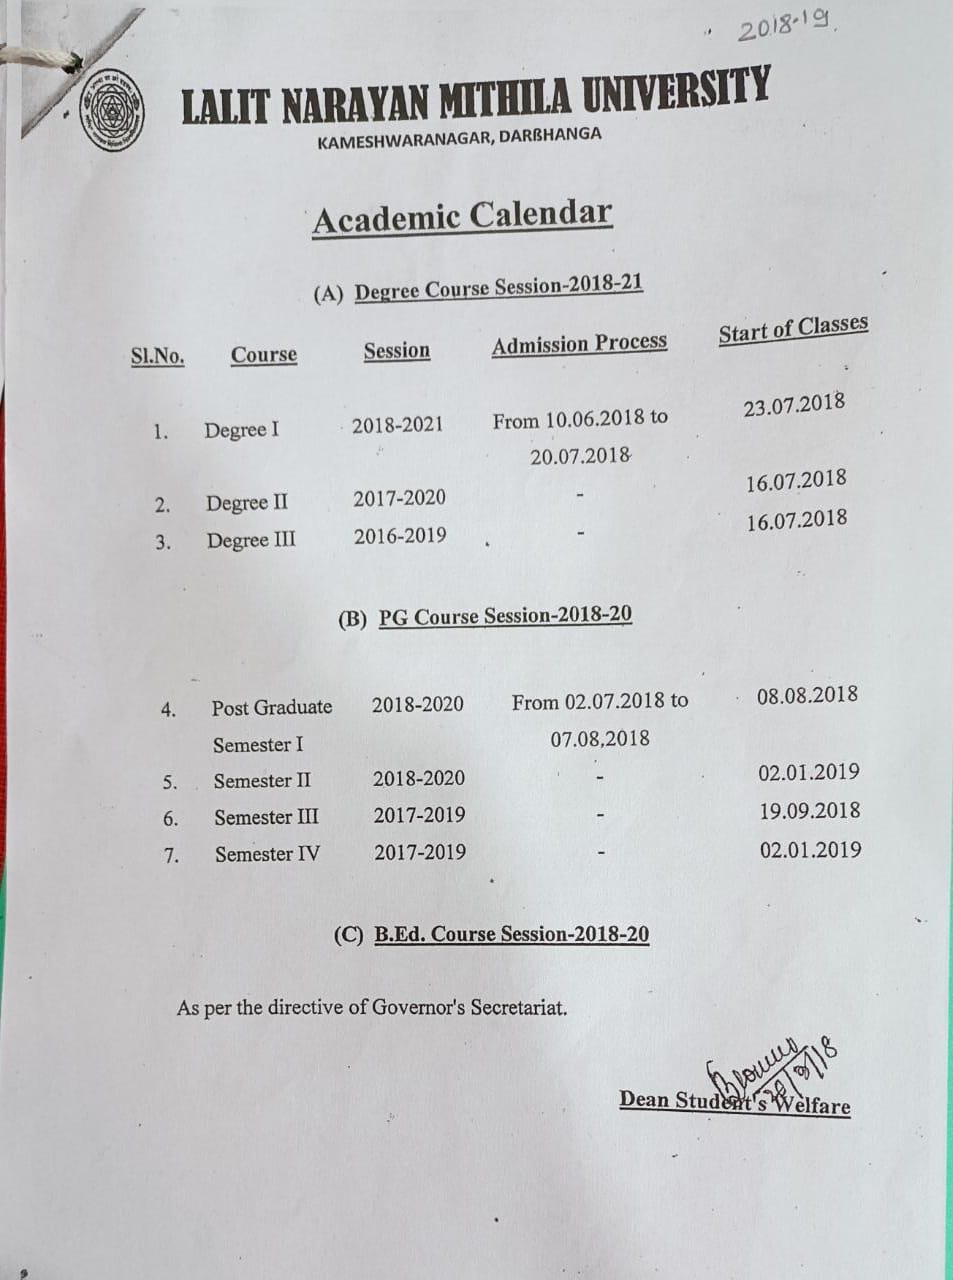 2018-19.
LALIT NARAYAN MITHILA UNIVERSITY
KAMESHWARANAGAR, DARBHANGA
Academic Calendar
(A) Degree Course Session-2018-21
Sl.No. Course Session Admission Process Start of Classes
1. Degree I 2018-2021 From 10.06.2018 to 23.07.2018
20.07.2018
2. Degree II 2017-2020 - 16.07.2018
3. Degree III 2016-2019 - 16.07.2018
(B) PG Course Session-2018-20
4. Post Graduate 2018-2020 From 02.07.2018 to 08.08.2018
Semester I 07.08,2018
5. Semester II 2018-2020 - 02.01.2019
6. Semester III 2017-2019 - 19.09.2018
7. Semester IV 2017-2019 - 02.01.2019
(C) B.Ed. Course Session-2018-20
As per the directive of Governor's Secretariat.
Dean Student's Welfare